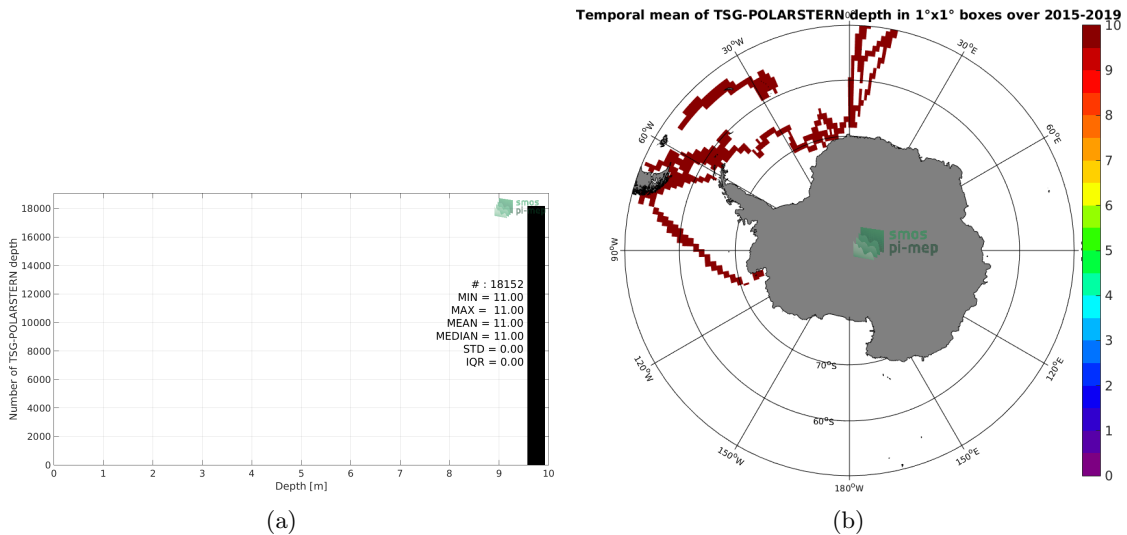 Temporal mean of TSG-POLARSTERN depth in 1°x1° boxes over 2015-2019
18000
16000
14000
12000
10000
8000
6000
4000
2000
0
Number of TSG-POLARSTERN depth
smos
pi-mep
# : 18152
MIN = 11.00
MAX = 11.00
MEAN = 11.00
MEDIAN = 11.00
STD = 0.00
IQR = 0.00
0 1 2 3 4 5 6 7 8 9 10
Depth [m]
(a)
30°W
30°E
60°W
60°E
90°W
120°W
120°E
150°W
150°E
180°W
70°S
60°S
smos
pi-mep
10
9
8
7
6
5
4
3
2
1
0
(b)